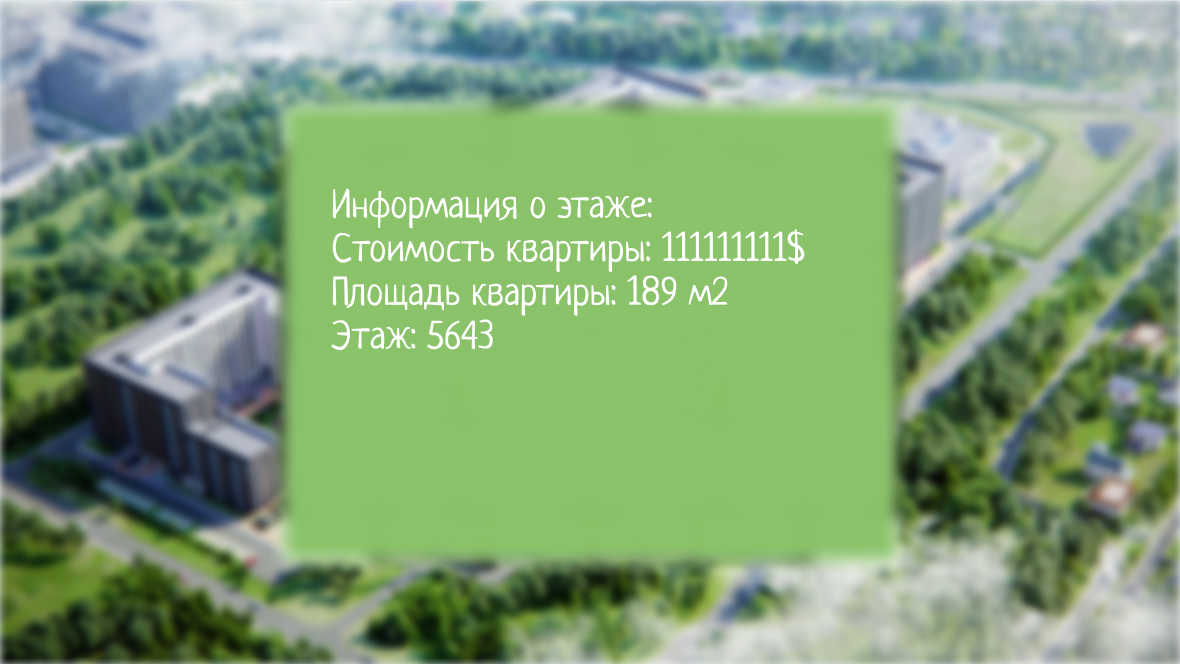 Информация о этаже:
Стоимость квартиры: 111111111$
Площадь квартиры: 189 м2
Этаж: 5643